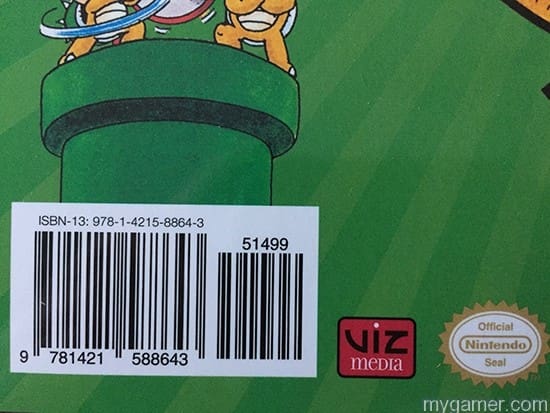 ISBN-13: 978-1-4215-8864-3
51499
9 781421 588643
VIZ
media
Official
Nintendo
Seal
mygamer.com